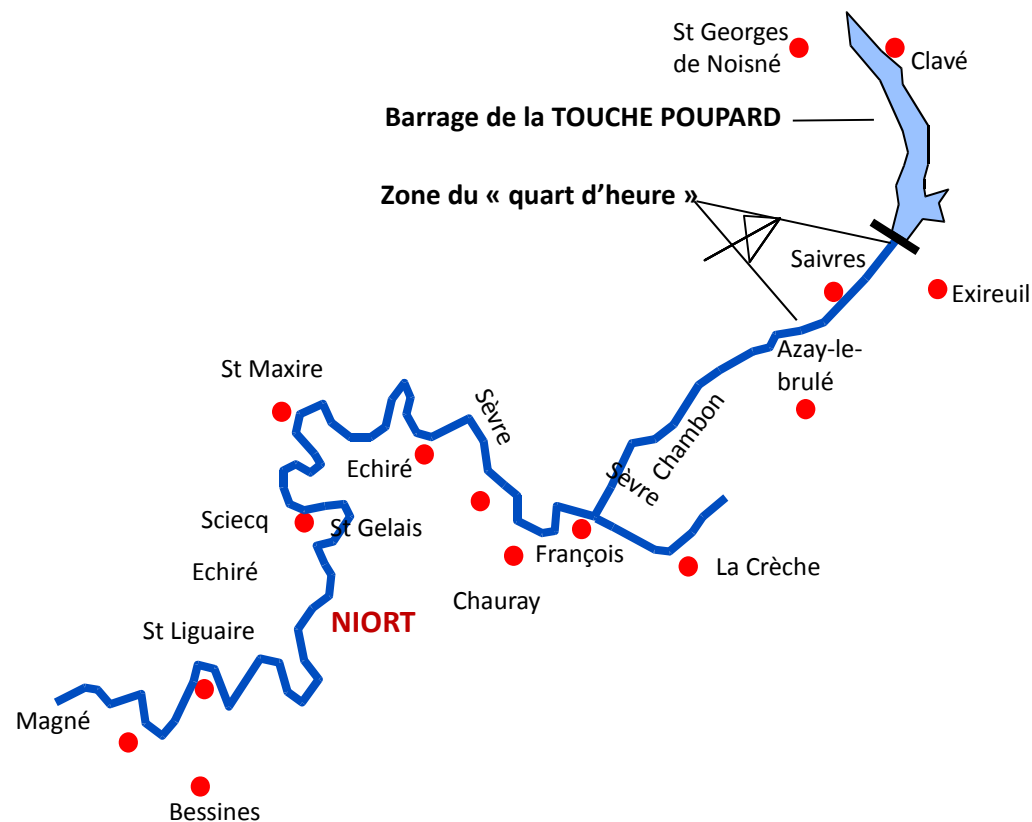 St Georges
de Noisné
Clavé
Barrage de la TOUCHE POUPARD
Zone du « quart d’heure »
Saivres
Exireuil
Azay-le-
brulé
St Maxire
Sèvre
Chambon
Echiré
Sèvre
Sciecq
St Gelais
François
La Crèche
Echiré
Chauray
NIORT
St Liguaire
Magné
Bessines